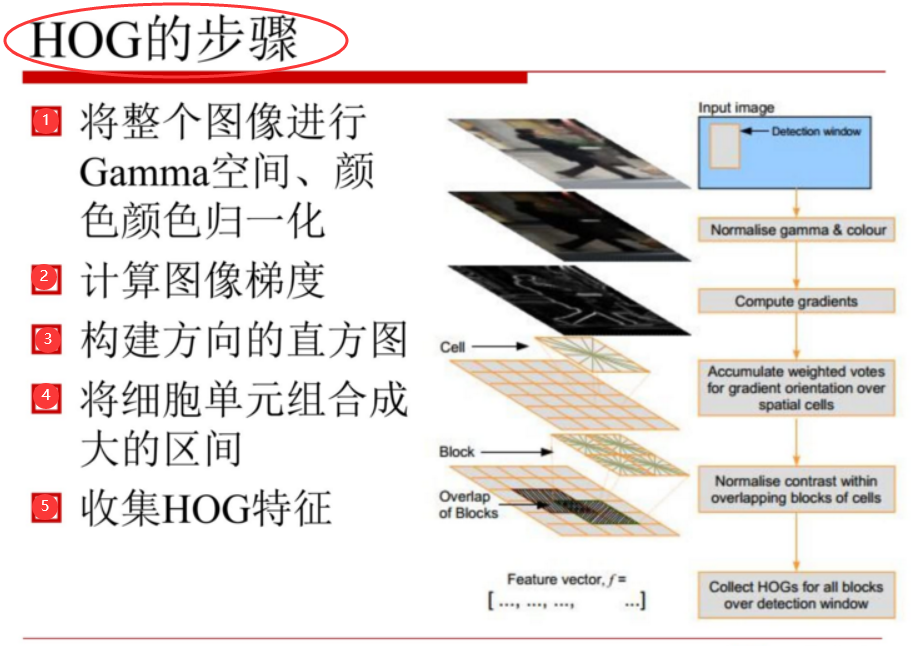 HOG的步骤
1 将整个图像进行
Gamma空间、颜
色颜色归一化
2 计算图像梯度
3 构建方向的直方图
4 将细胞单元组合成
大的区间
5 收集HOG特征
Input image
Detection window
Normalise gamma & colour
Compute gradients
Cell
Accumulate weighted votes
for gradient orientation over
spatial cells
Block
Overlap
of Blocks
Normalise contrast within
overlapping blocks of cells
Feature vector, f =
[ ..., ..., ..., ...]
Collect HOGs for all blocks
over detection window